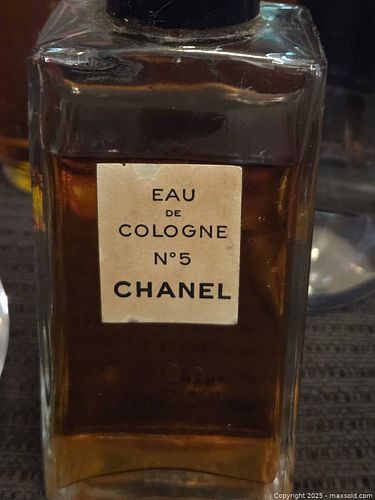 EAU
DE
COLOGNE
N°5
CHANEL
Copyright 2025 - maxsold.com